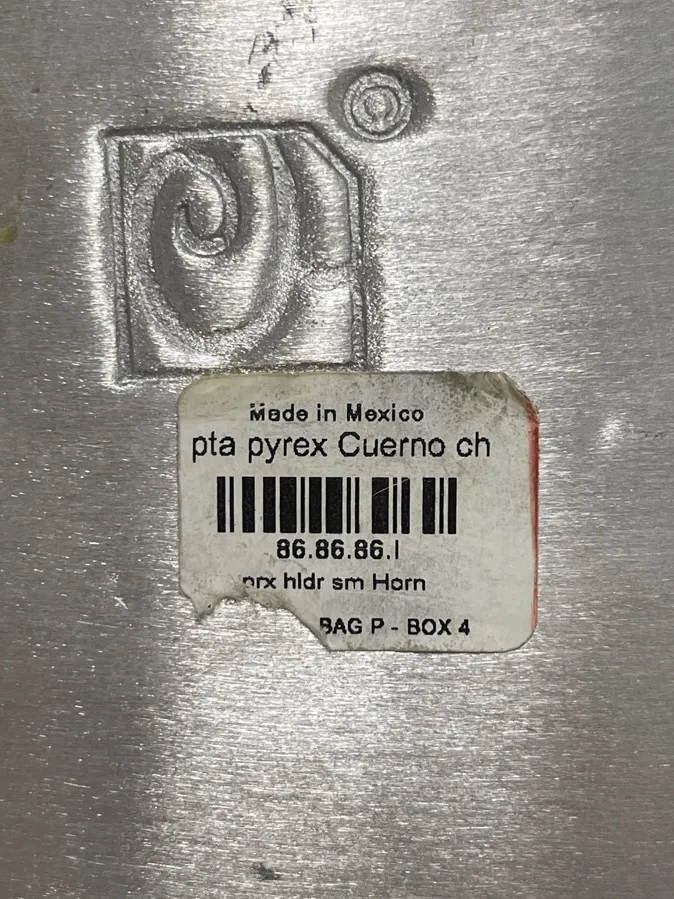 ©
Made in Mexico
pta pyrex Cuerno ch
86.86.86.I
prx hldr sm Horn
BAG P - BOX 4